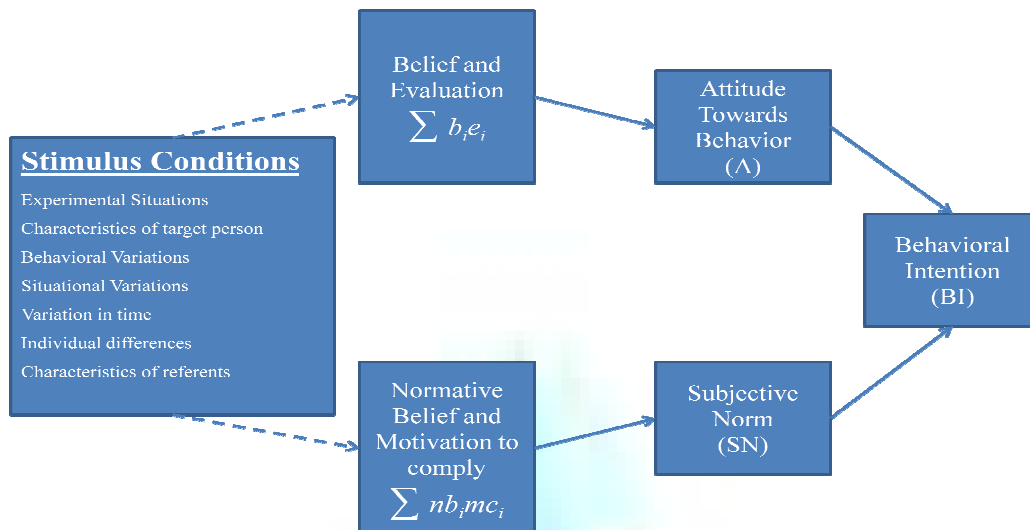 Stimulus Conditions
Experimental Situations
Characteristics of target person
Behavioral Variations
Situational Variations
Variation in time
Individual differences
Characteristics of referents
Belief and
Evaluation
∑ bᵢeᵢ
Normative
Belief and
Motivation to
comply
∑ nbᵢmcᵢ
Attitude
Towards
Behavior
(A)
Subjective
Norm
(SN)
Behavioral
Intention
(BI)